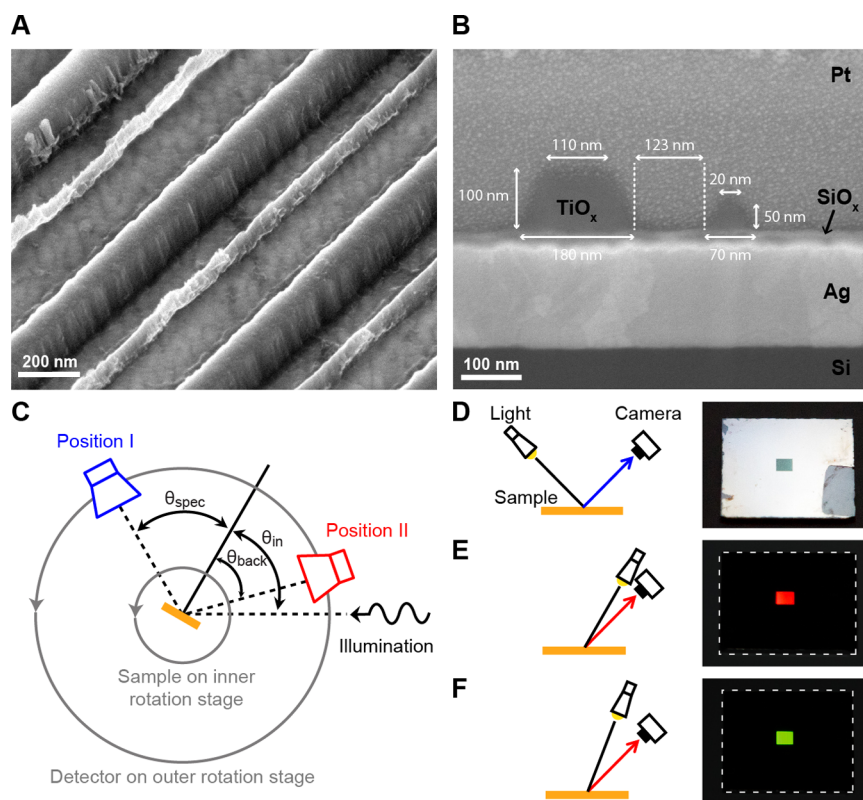 A
200 nm
B
Pt
110 nm
123 nm
100 nm
20 nm
TiOₓ
SiOₓ
50 nm
180 nm
70 nm
Ag
100 nm
Si
C
Position I
θspec
θin
Position II
θback
Illumination
Sample on inner
rotation stage
Detector on outer rotation stage
D
Light
Camera
Sample
E
F